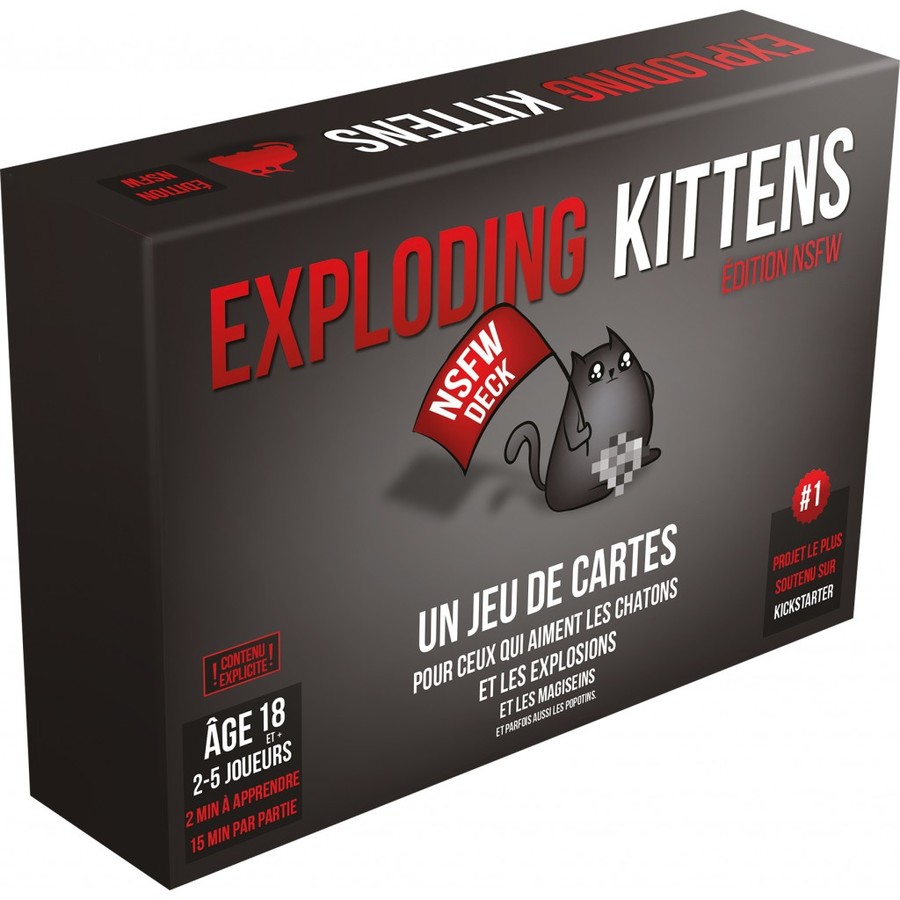 EXPLODING KITTENS
ÉDITION
NSFW
EXPLODING KITTENS
ÉDITION NSFW
NSFW
DECK
#1
PROJET LE PLUS
SOUTENU SUR
KICKSTARTER
UN JEU DE CARTES
POUR CEUX QUI AIMENT LES CHATONS
ET LES EXPLOSIONS
ET LES MAGISEINS
ET PARFOIS AUSSI LES POPOTINS.
! CONTENU
EXPLICITE !
ÂGE 18
ET +
2-5 JOUEURS
2 MIN À APPRENDRE
15 MIN PAR PARTIE